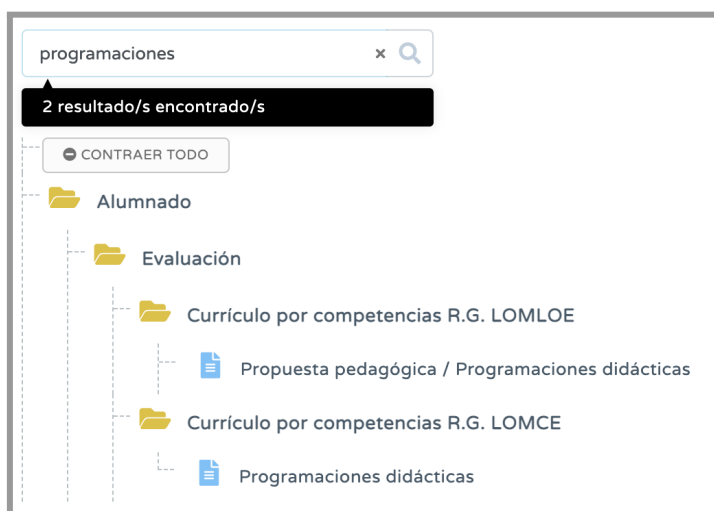 programaciones
2 resultado/s encontrado/s
CONTRAER TODO
Alumnado
Evaluación
Currículo por competencias R.G. LOMLOE
Propuesta pedagógica / Programaciones didácticas
Currículo por competencias R.G. LOMCE
Programaciones didácticas